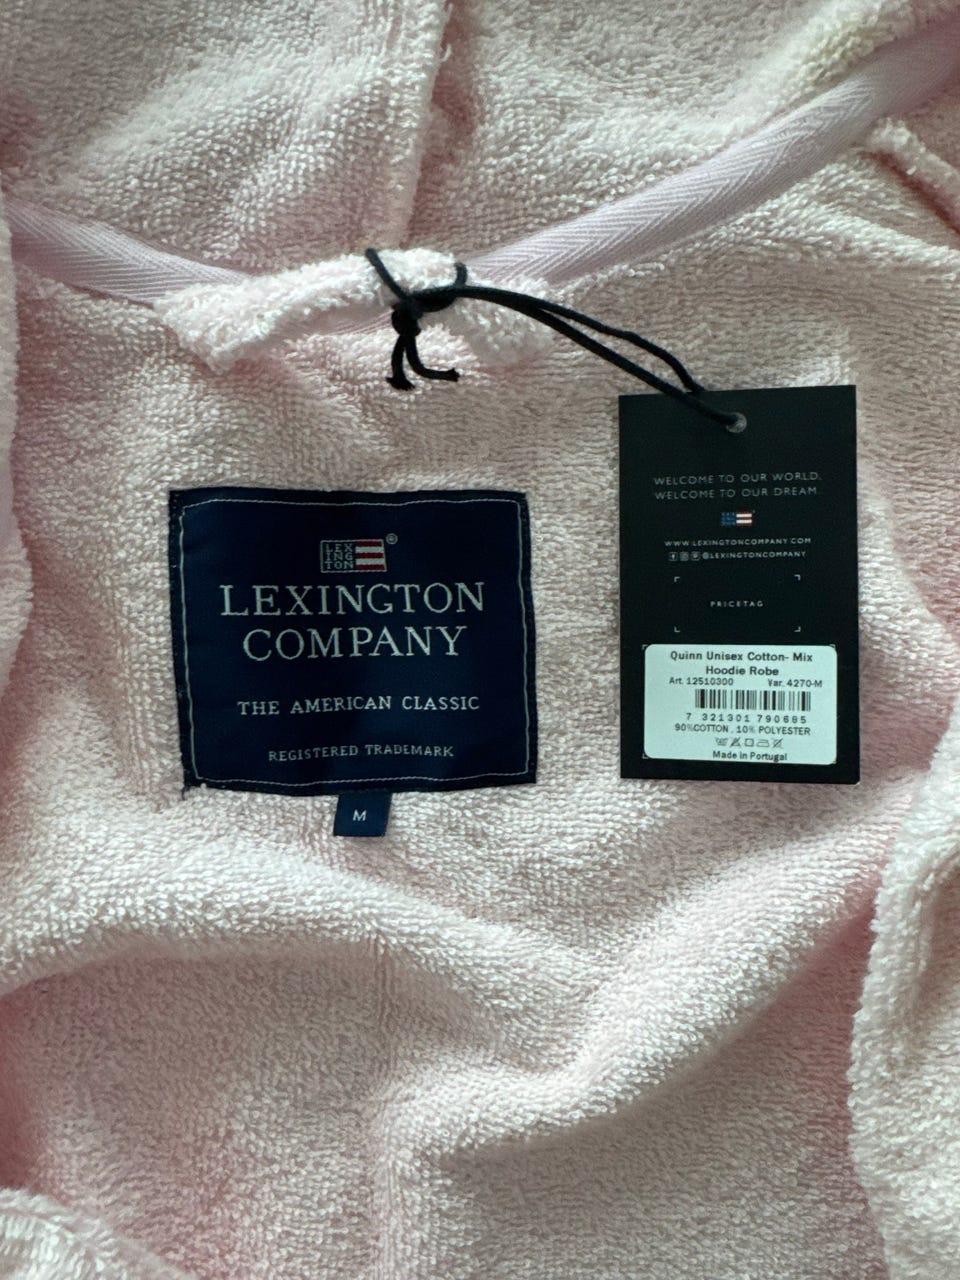 LEX
ING
TON
®
LEXINGTON
COMPANY
THE AMERICAN CLASSIC
REGISTERED TRADEMARK
M
WELCOME TO OUR WORLD.
WELCOME TO OUR DREAM
WWW.LEXINGTONCOMPANY.COM
@LEXINGTONCOMPANY
PRICETAG
Quinn Unisex Cotton- Mix
Hoodie Robe
Art. 12510300 Var. 4270-M
7 321301 790685
90%COTTON, 10% POLYESTER
Made in Portugal